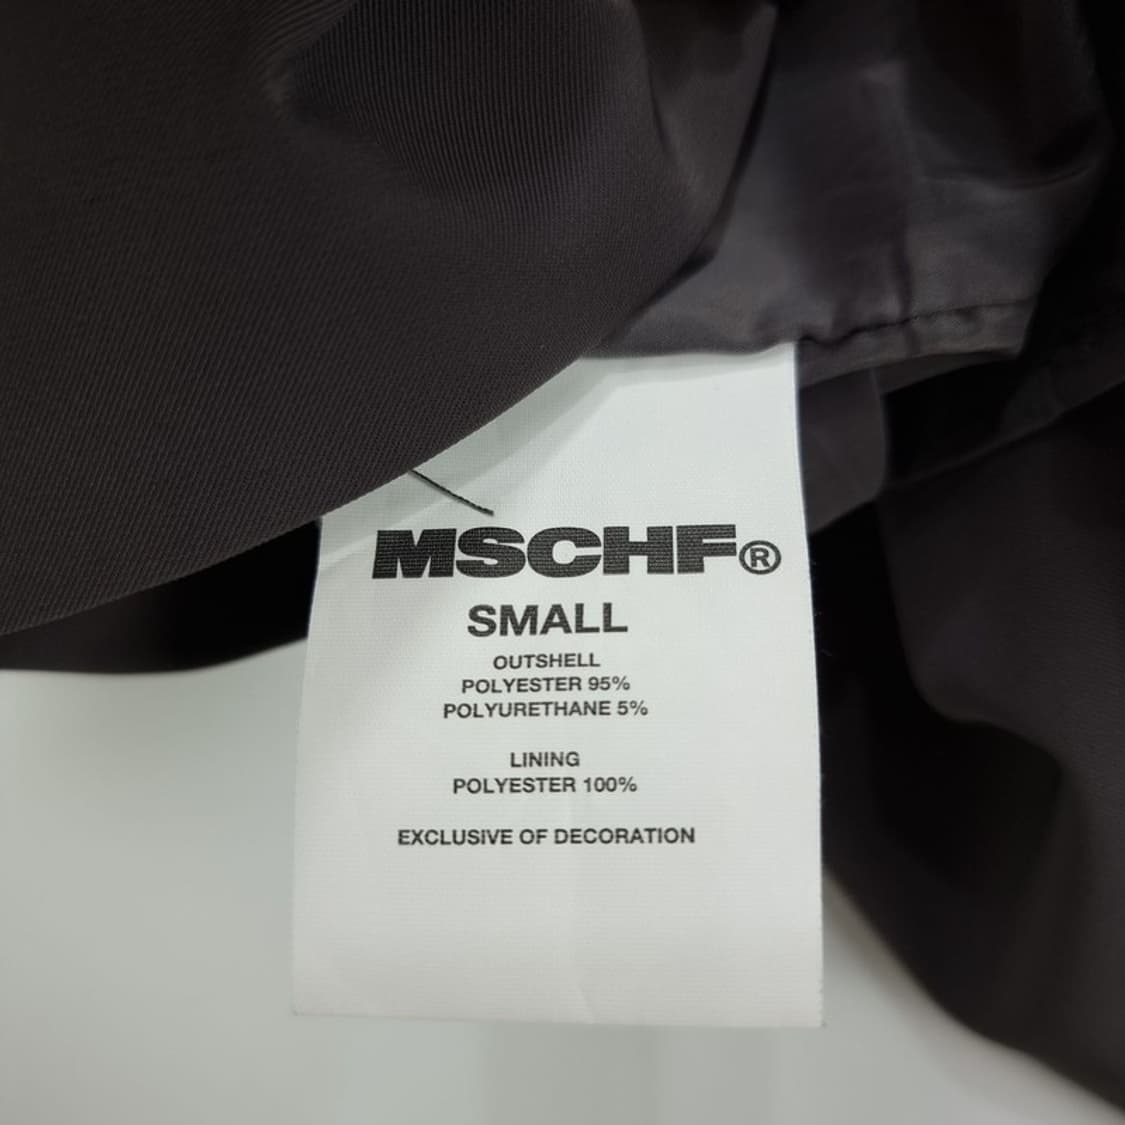 MSCHF®
SMALL
OUTSHELL
POLYESTER 95%
POLYURETHANE 5%
LINING
POLYESTER 100%
EXCLUSIVE OF DECORATION